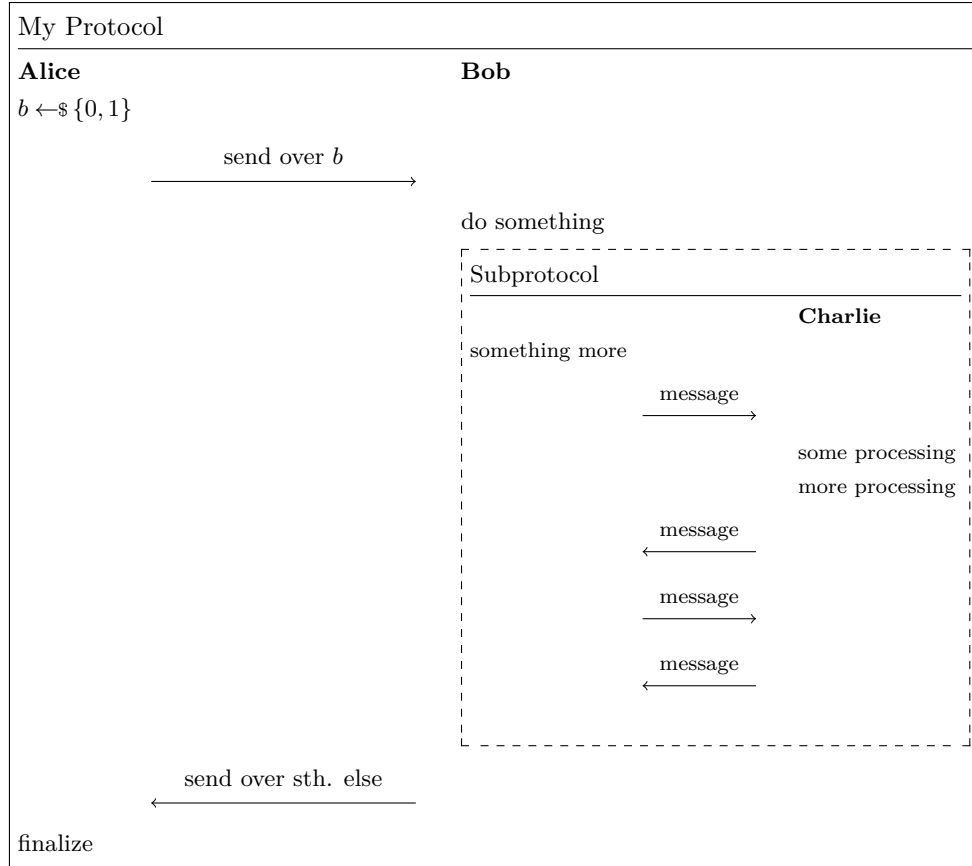 My Protocol
Alice Bob
b ←$ {0, 1}
send over b
do something
Subprotocol
Charlie
something more
message
some processing
more processing
message
message
message
send over sth. else
finalize